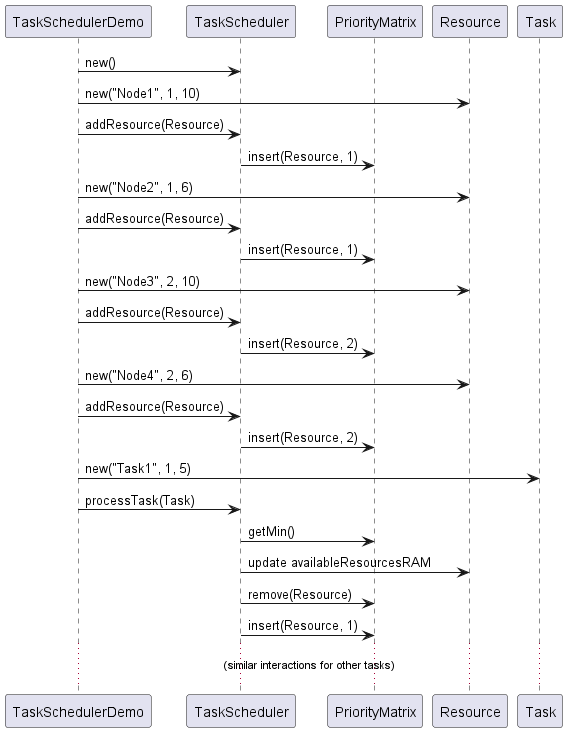 TaskSchedulerDemo TaskScheduler PriorityMatrix Resource Task
new()
new("Node1", 1, 10)
addResource(Resource)
insert(Resource, 1)
new("Node2", 1, 6)
addResource(Resource)
insert(Resource, 1)
new("Node3", 2, 10)
addResource(Resource)
insert(Resource, 2)
new("Node4", 2, 6)
addResource(Resource)
insert(Resource, 2)
new("Task1", 1, 5)
processTask(Task)
getMin()
update availableResourcesRAM
remove(Resource)
insert(Resource, 1)
(similar interactions for other tasks)
TaskSchedulerDemo TaskScheduler PriorityMatrix Resource Task